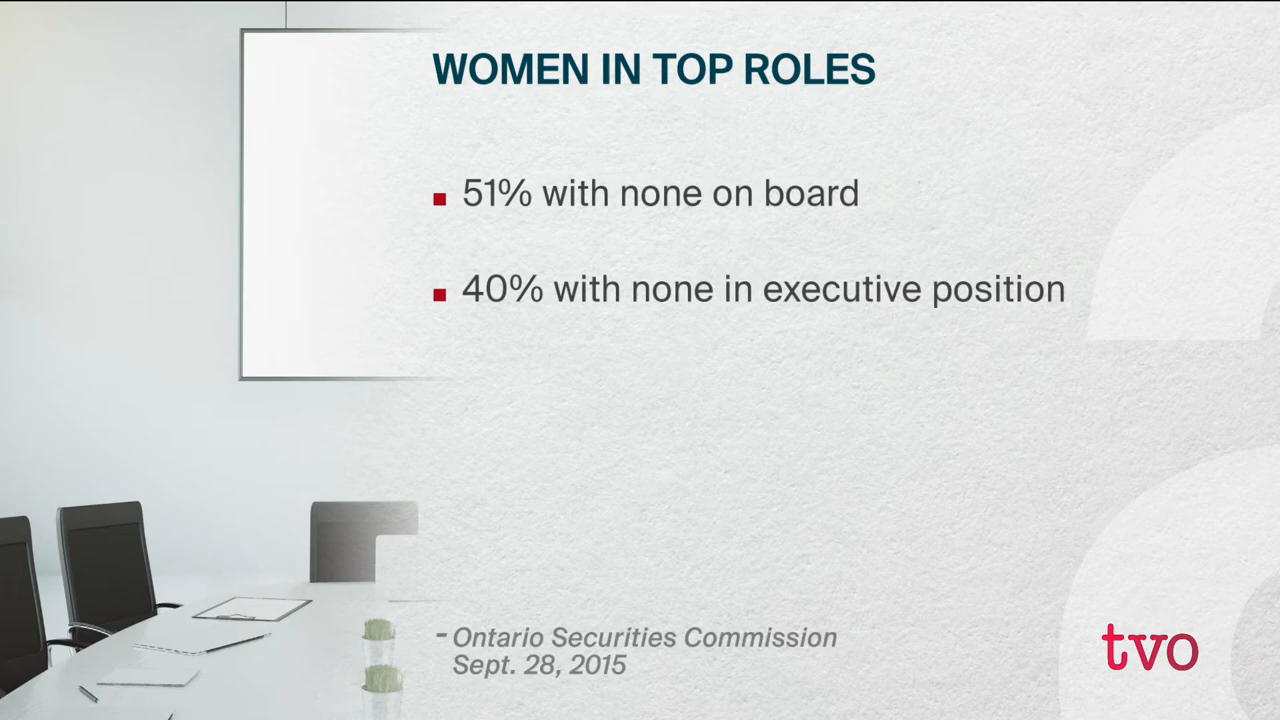 WOMEN IN TOP ROLES
▪ 51% with none on board
▪ 40% with none in executive position
- Ontario Securities Commission
Sept. 28, 2015
tvo